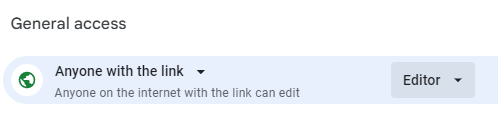 General access
Anyone with the link
Editor
Anyone on the internet with the link can edit